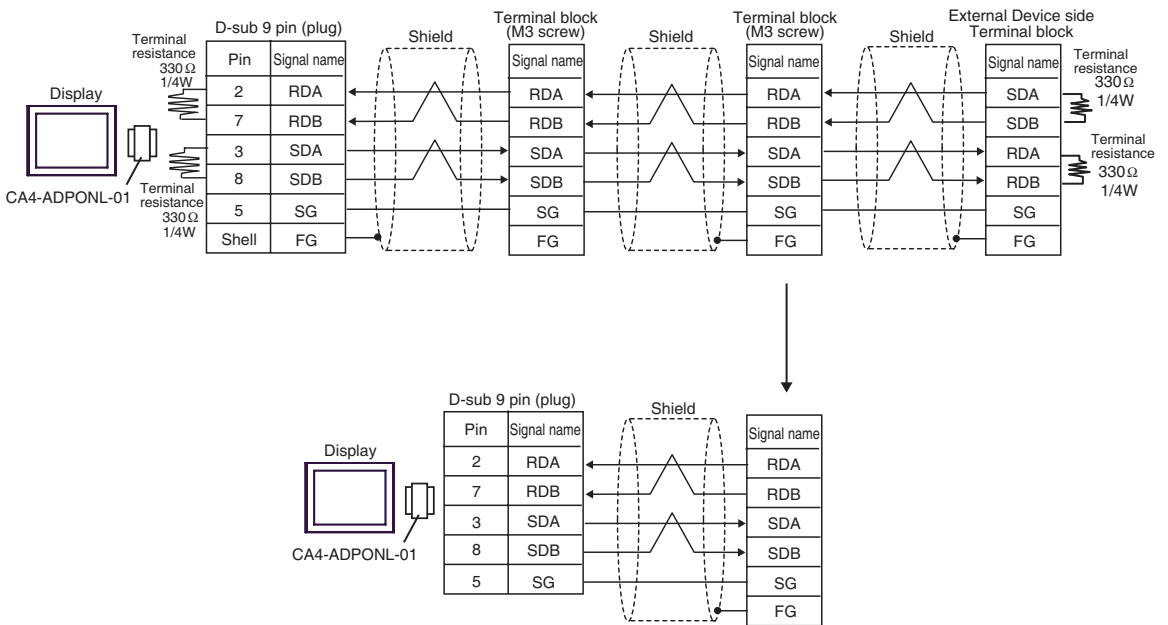 D-sub 9 pin (plug)
Shield
Terminal block
(M3 screw)
Shield
Terminal block
(M3 screw)
Shield
External Device side
Terminal block
Terminal
resistance
330Ω
1/4W
Pin Signal name
2 RDA
7 RDB
3 SDA
8 SDB
5 SG
Shell FG
Display
CA4-ADPONL-01
Terminal
resistance
330Ω
1/4W
Signal name
RDA
RDB
SDA
SDB
SG
FG
Signal name
RDA
RDB
SDA
SDB
SG
FG
Signal name
SDA
SDB
RDA
RDB
SG
FG
Terminal
resistance
330Ω
1/4W
Terminal
resistance
330Ω
1/4W
D-sub 9 pin (plug)
Shield
Pin Signal name
2 RDA
7 RDB
3 SDA
8 SDB
5 SG
Display
CA4-ADPONL-01
Signal name
RDA
RDB
SDA
SDB
SG
FG